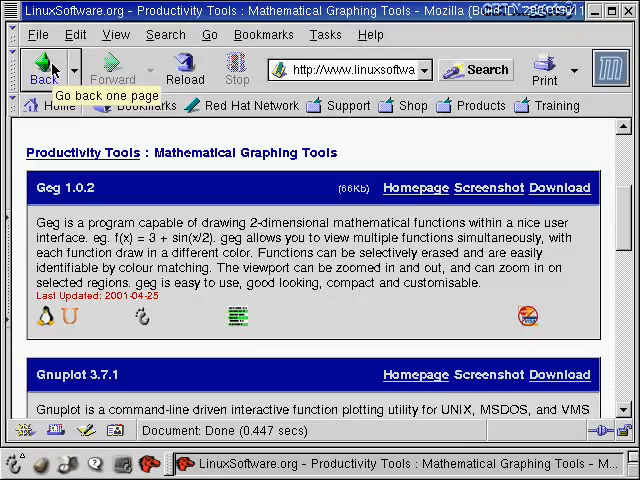 LinuxSoftware.org - Productivity Tools : Mathematical Graphing Tools - Mozilla {Build ID:
File Edit View Search Go Bookmarks Tasks Help
Back Forward Reload Stop http://www.linuxsoftwa Search Print
Go back one page
Home Bookmarks Red Hat Network Support Shop Products Training
Productivity Tools : Mathematical Graphing Tools
Geg 1.0.2 (66Kb) Homepage Screenshot Download
Geg is a program capable of drawing 2-dimensional mathematical functions within a nice user
interface. eg. f(x) = 3 + sin(x/2). geg allows you to view multiple functions simultaneously, with
each function draw in a different color. Functions can be selectively erased and are easily
identifiable by colour matching. The viewport can be zoomed in and out, and can zoom in on
selected regions. geg is easy to use, good looking, compact and customisable.
Last Updated: 2001-04-25
Gnuplot 3.7.1 Homepage Screenshot Download
Gnuplot is a command-line driven interactive function plotting utility for UNIX, MSDOS, and VMS
Document: Done (0.447 secs)
LinuxSoftware.org - Productivity Tools : Mathematical Graphing Tools - M...